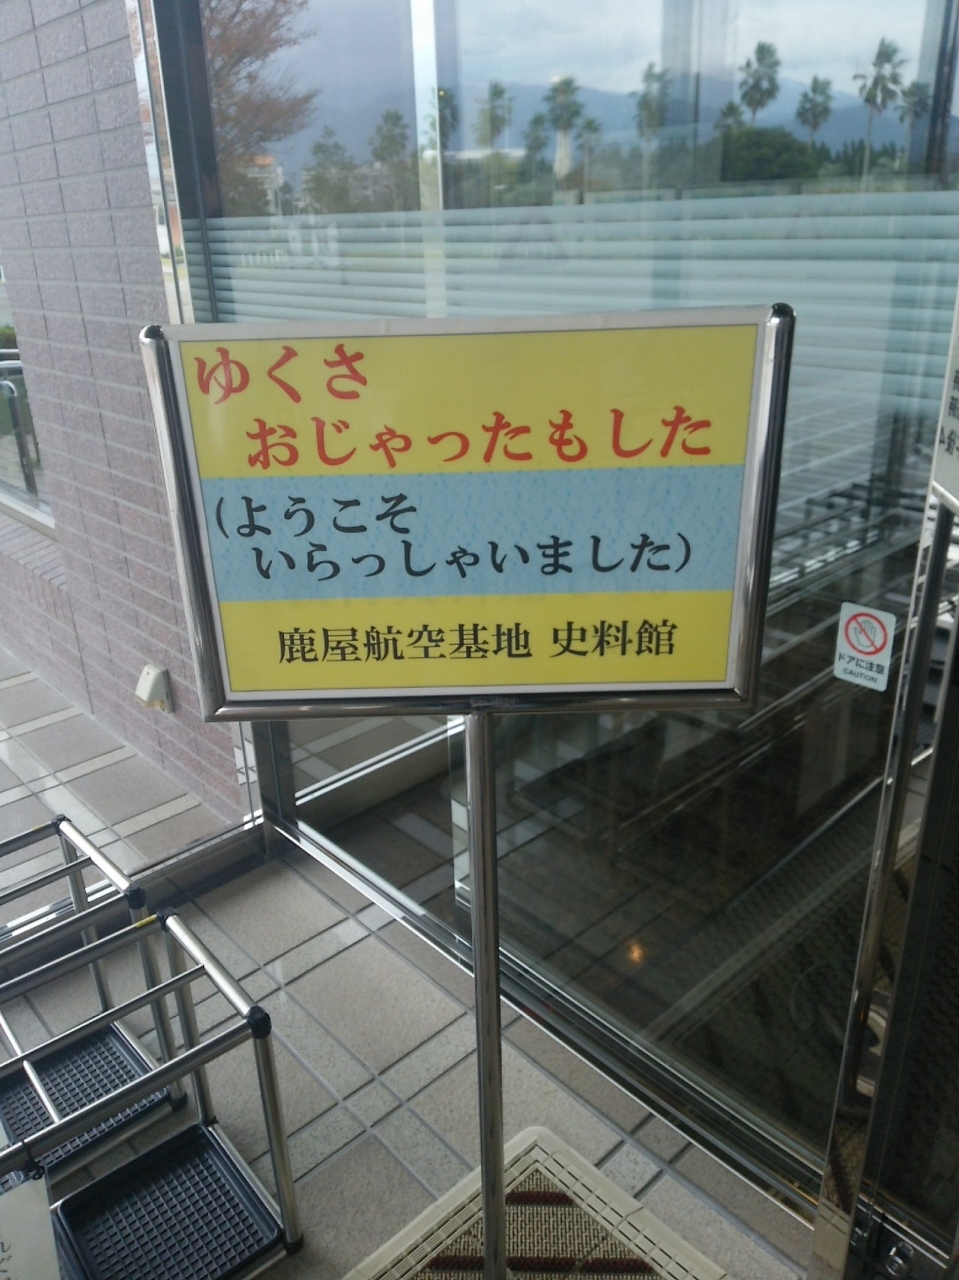 ゆくさ
おじゃったもした
(ようこそ
いらっしゃいました)
鹿屋航空基地 史料館
ドアに注意
CAUTION